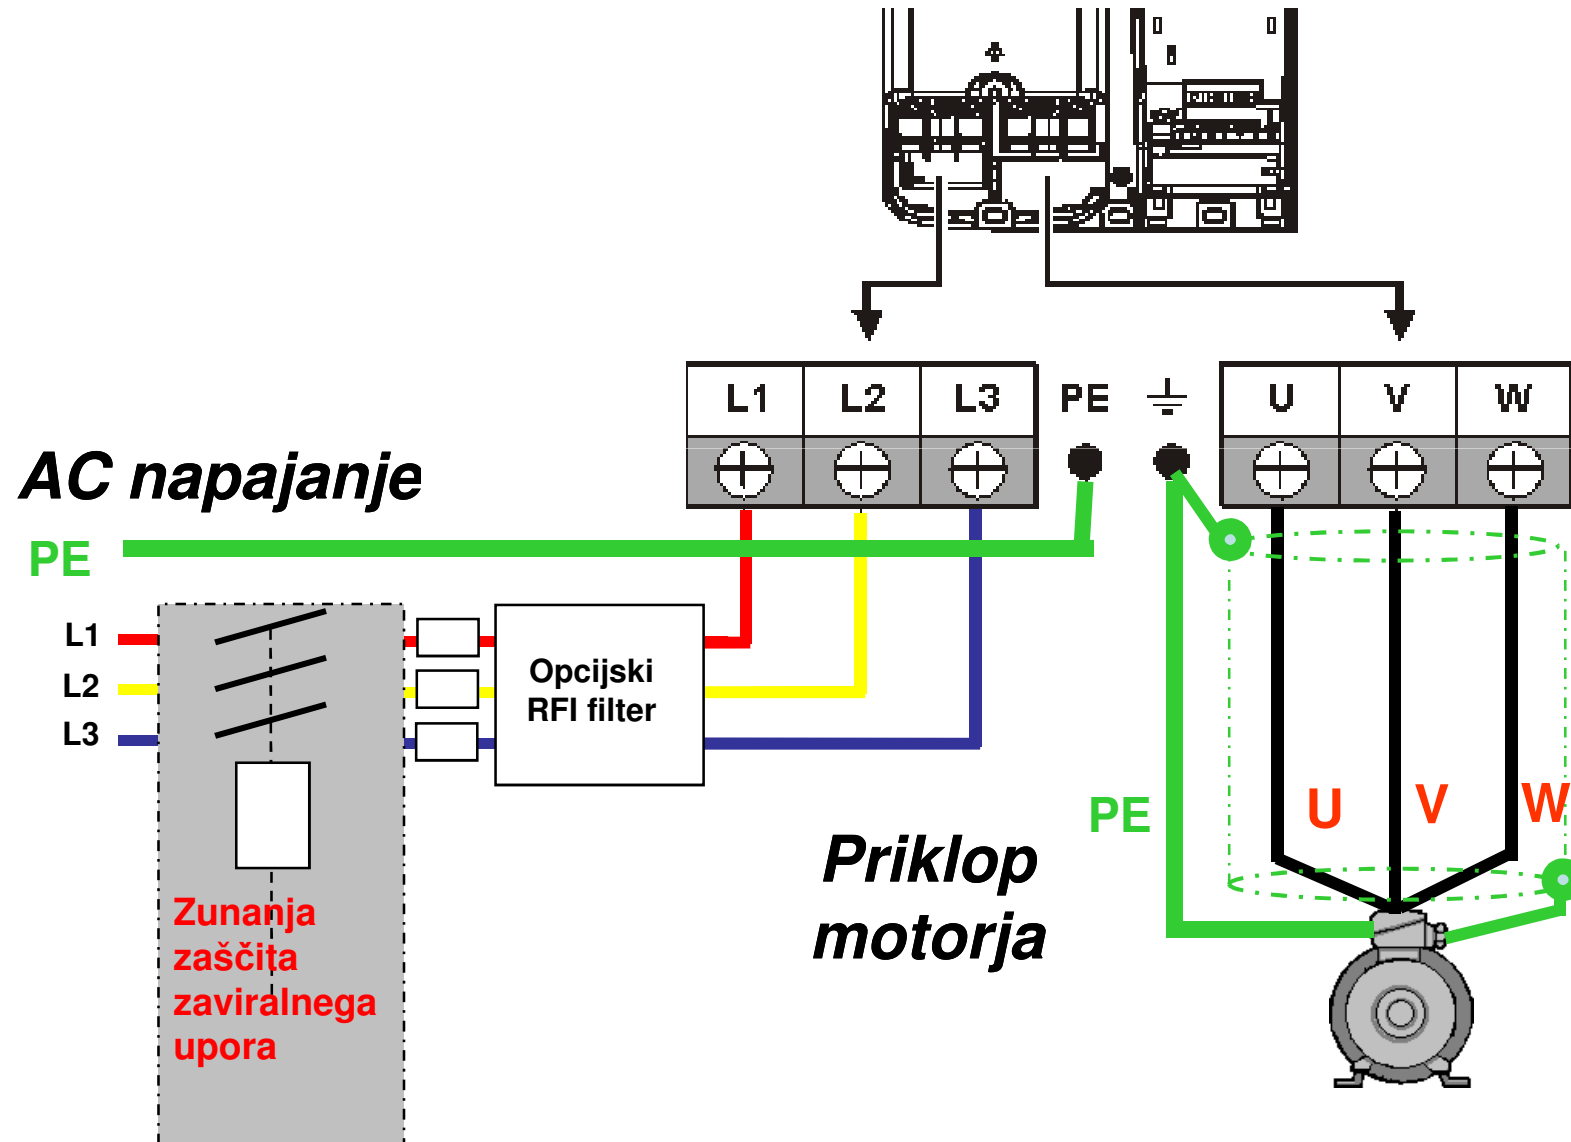 L1 L2 L3 PE U V W
AC napajanje
PE
L1
L2
L3
Opcijski
RFI filter
U V W
PE
Priklop
motorja
Zunanja
zaščita
zaviralnega
upora